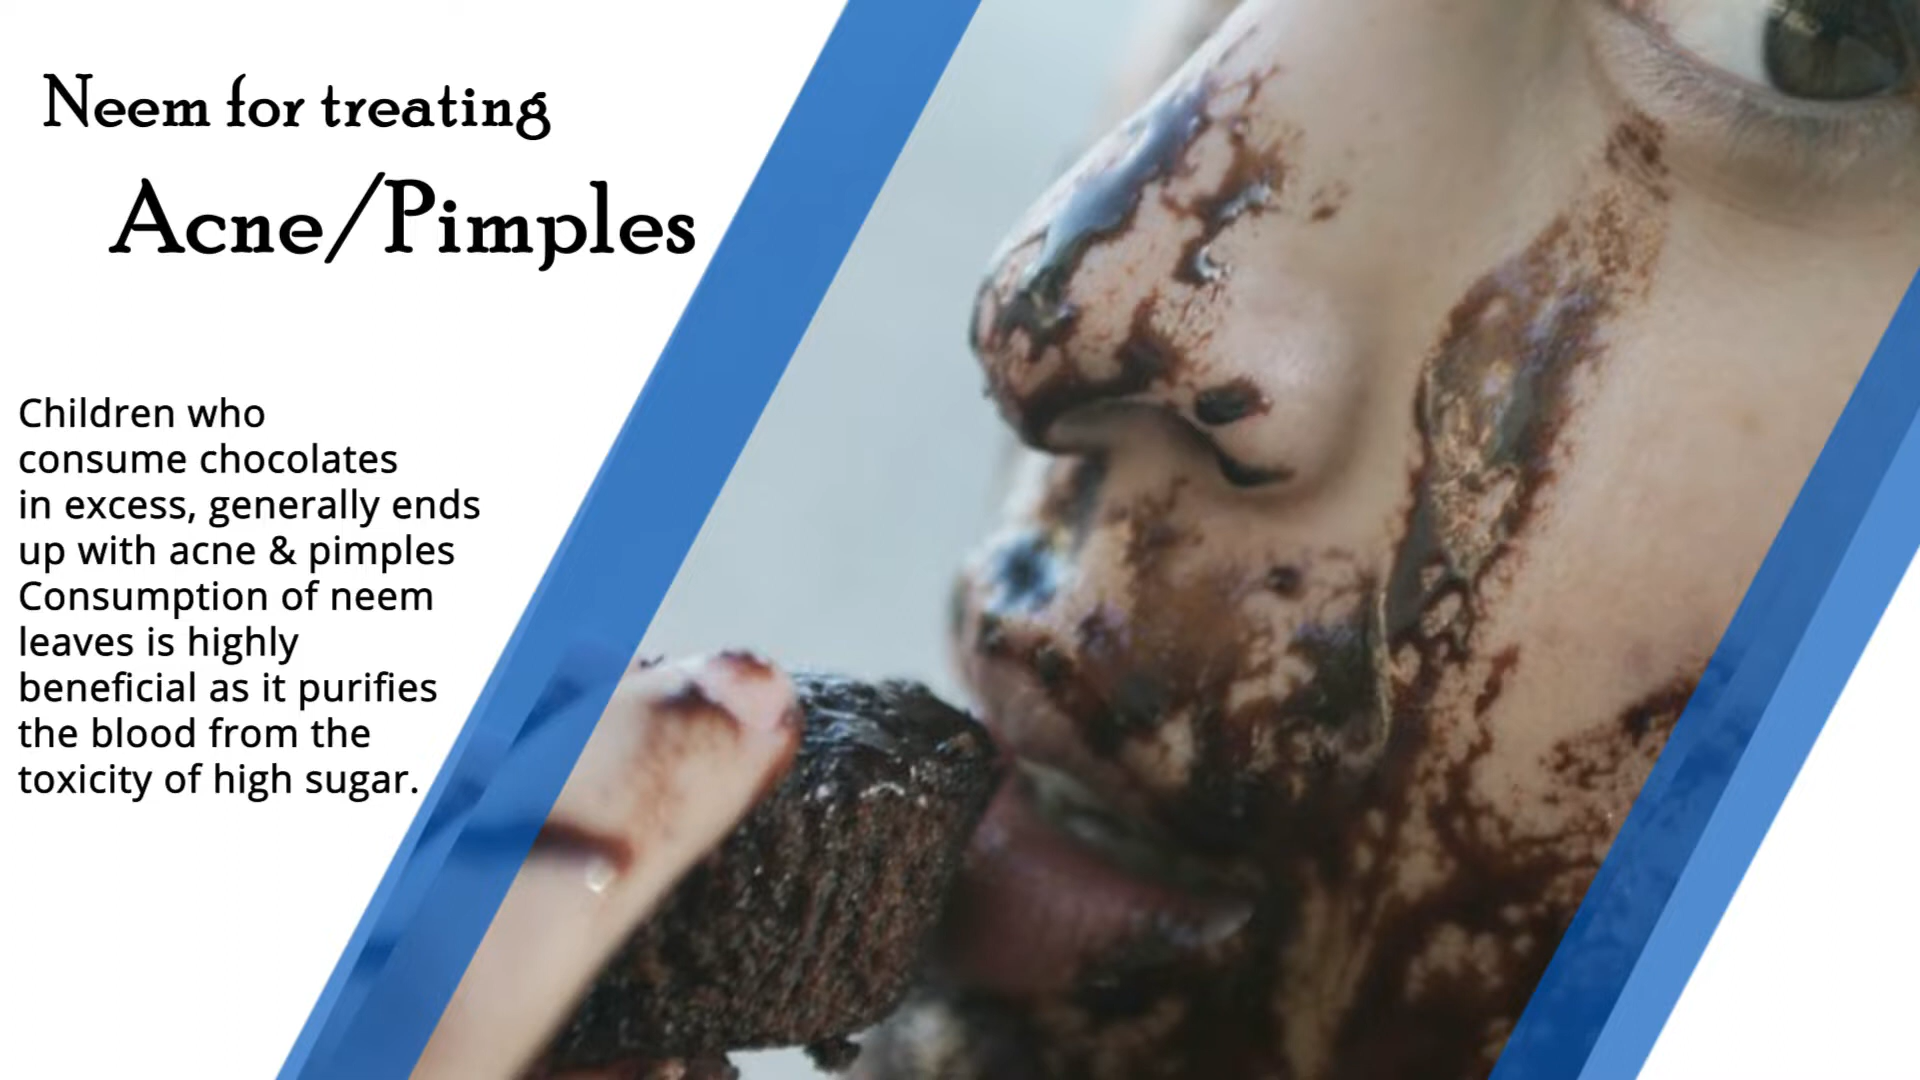 Neem for treating
Acne/Pimples
Children who
consume chocolates
in excess, generally ends
up with acne & pimples
Consumption of neem
leaves is highly
beneficial as it purifies
the blood from the
toxicity of high sugar.